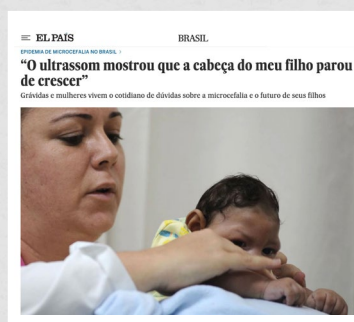 EL PAÍS
BRASIL
EPIDEMIA DE MICROCEFALIA NO BRASIL ›
“O ultrassom mostrou que a cabeça do meu filho parou
de crescer”
Grávidas e mulheres vivem o cotidiano de dúvidas sobre a microcefalia e o futuro de seus filhos